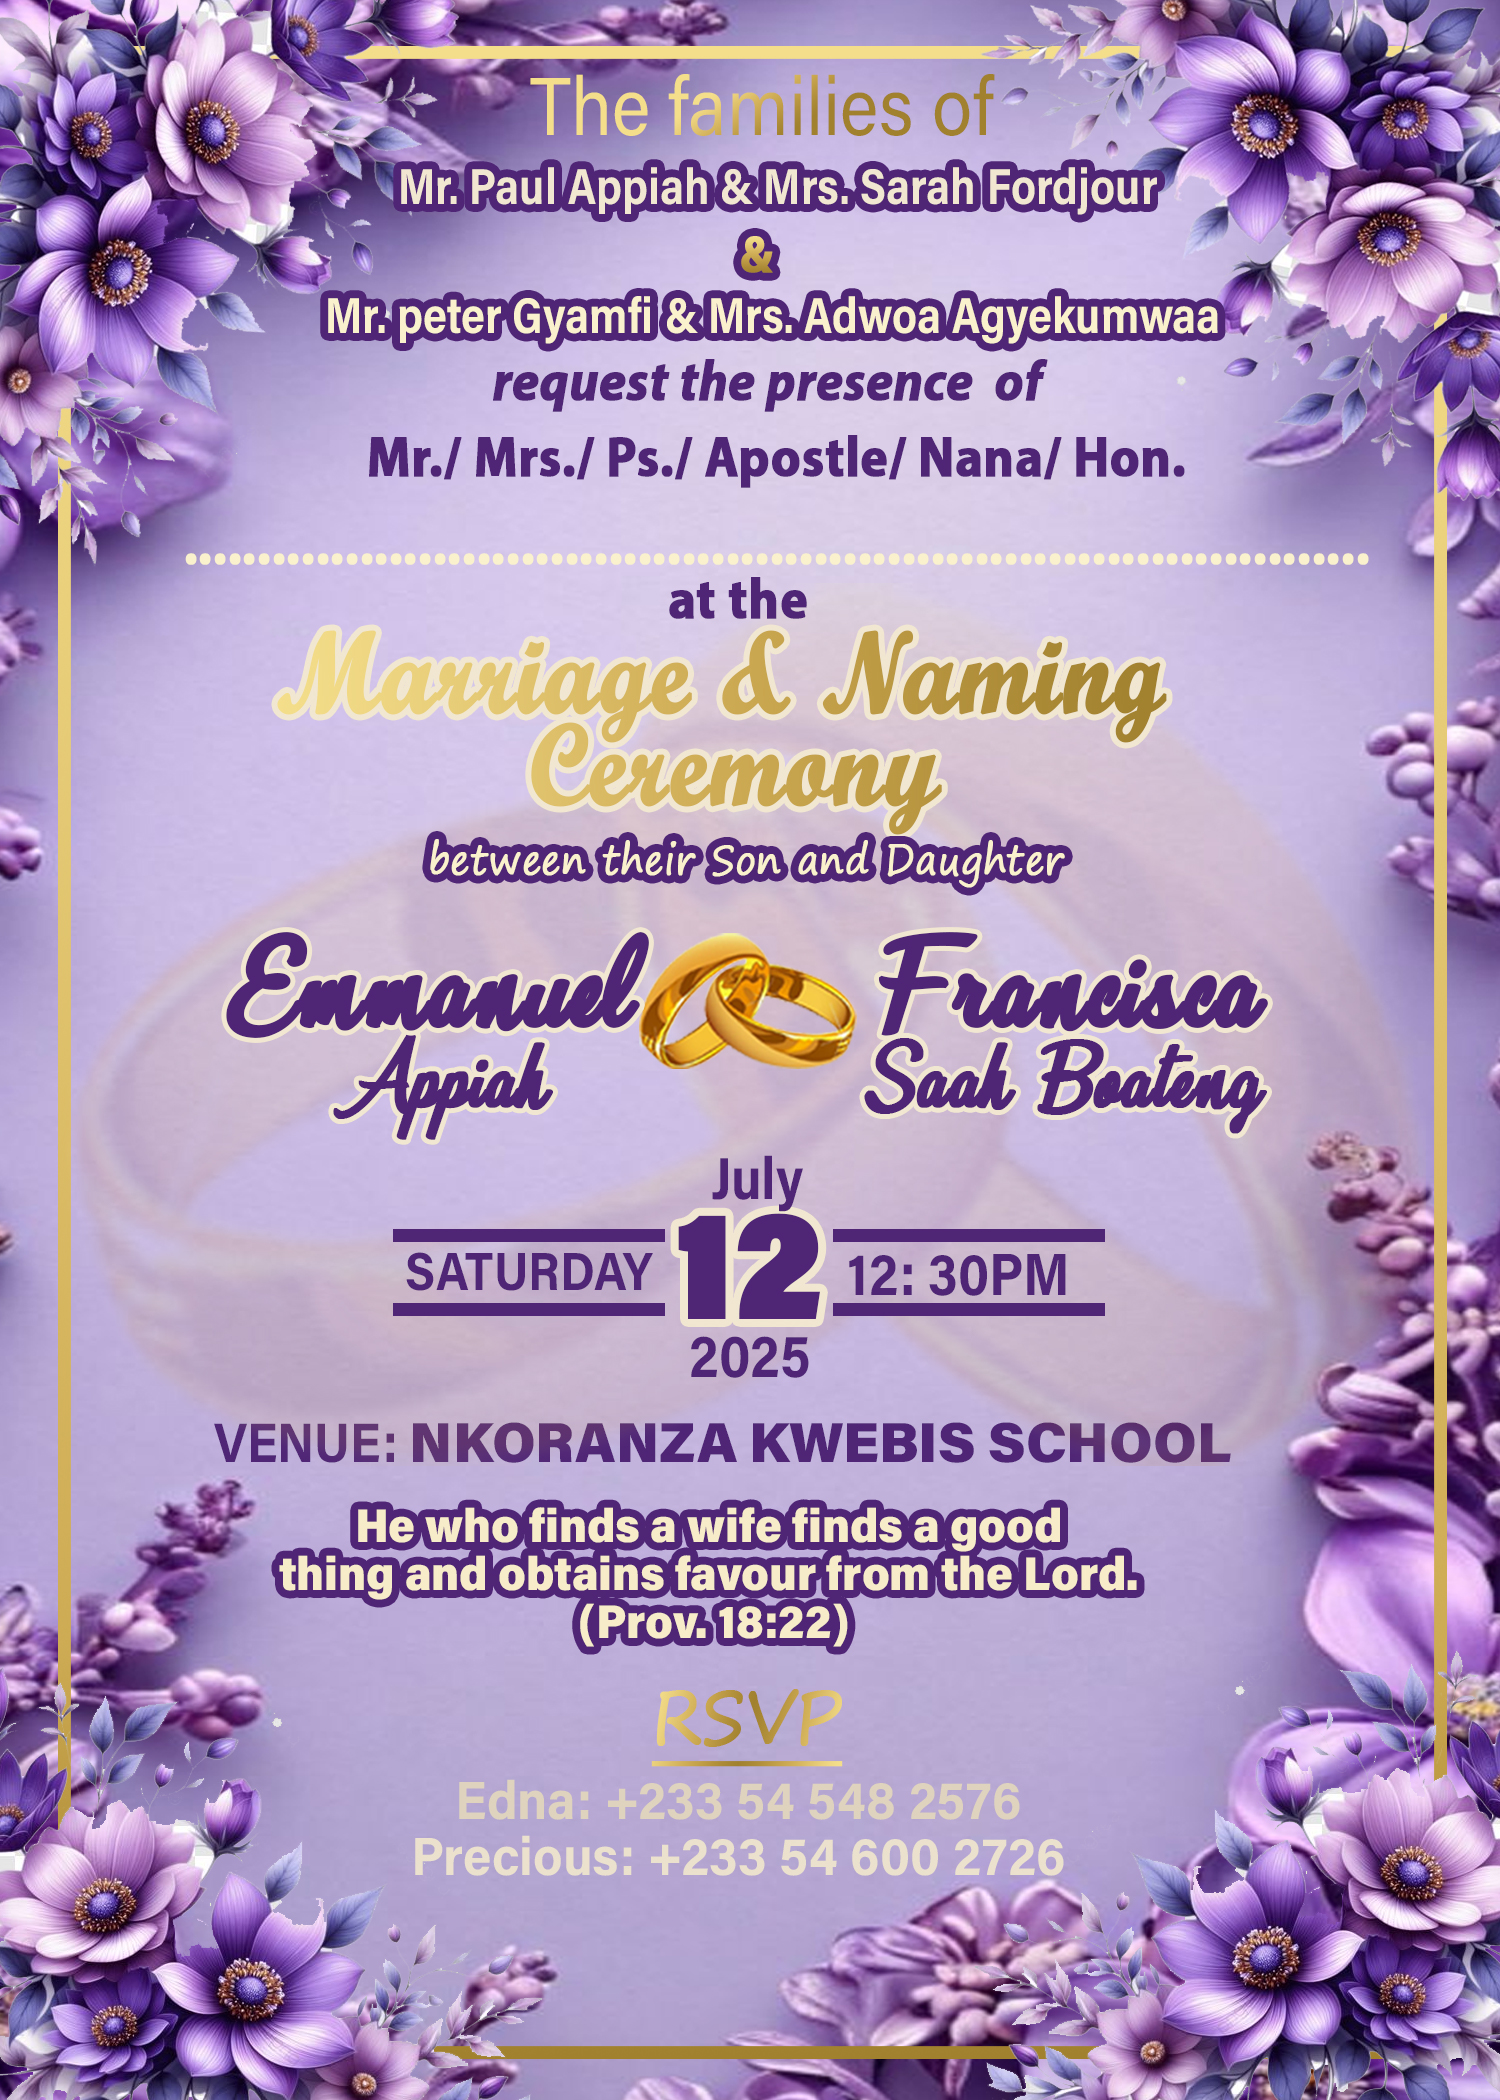 The families of
Mr. Paul Appiah & Mrs. Sarah Fordjour
&
Mr. peter Gyamfi & Mrs. Adwoa Agyekumwaa
request the presence of
Mr./ Mrs./ Ps./ Apostle/ Nana/ Hon.
................................................................................
at the
Marriage & Naming
Ceremony
between their Son and Daughter
Emmanuel
Appiah
Francisca
Saah Boateng
July
SATURDAY 12 12: 30PM
2025
VENUE: NKORANZA KWEBIS SCHOOL
He who finds a wife finds a good
thing and obtains favour from the Lord.
(Prov. 18:22)
RSVP
Edna: +233 54 548 2576
Precious: +233 54 600 2726